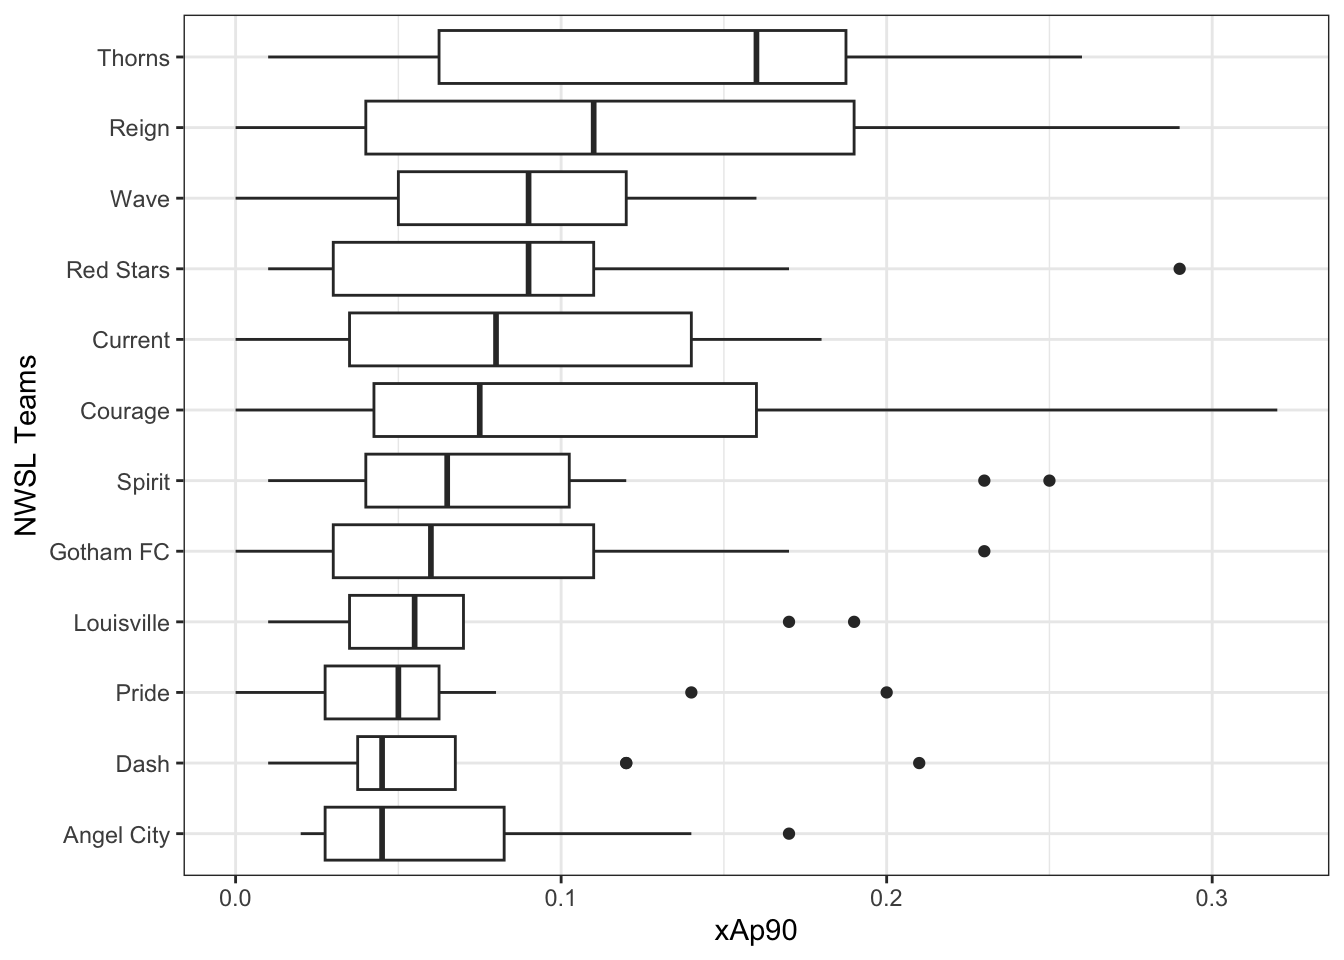 NWSL Teams
Thorns
Reign
Wave
Red Stars
Current
Courage
Spirit
Gotham FC
Louisville
Pride
Dash
Angel City
0.0 0.1 0.2 0.3
xAp90